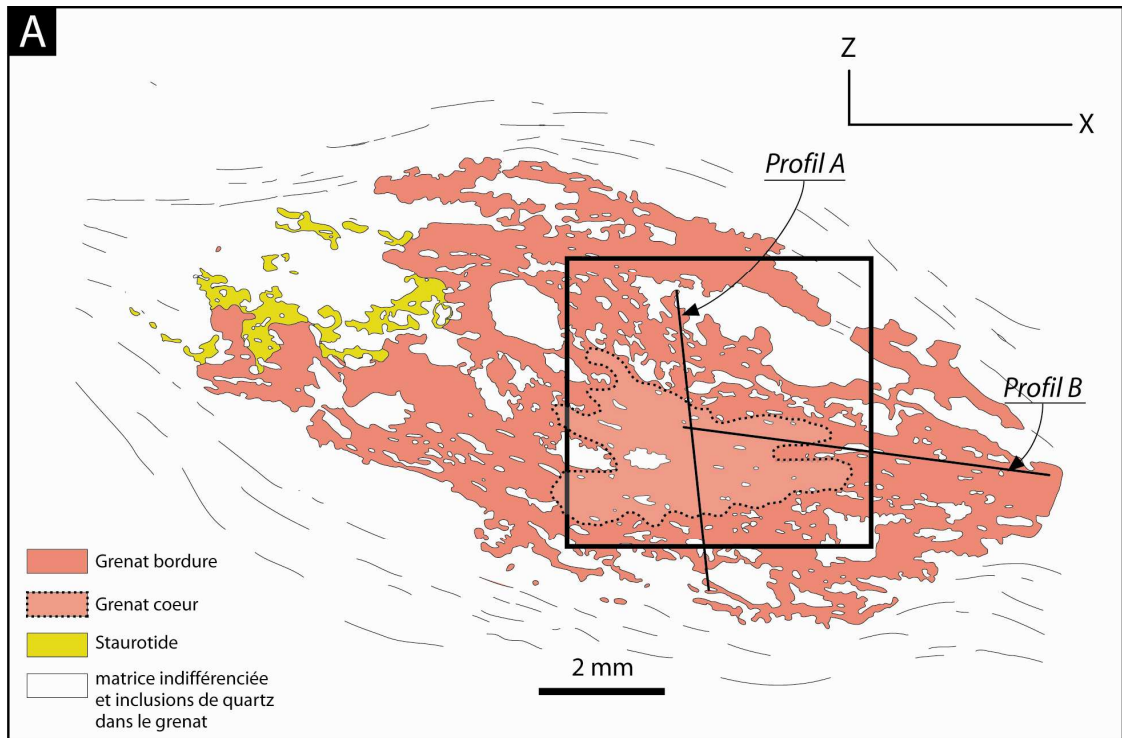 A
Z
X
Profil A
Profil B
Grenat bordure
Grenat coeur
Staurotide
matrice indifférenciée
et inclusions de quartz
dans le grenat
2 mm